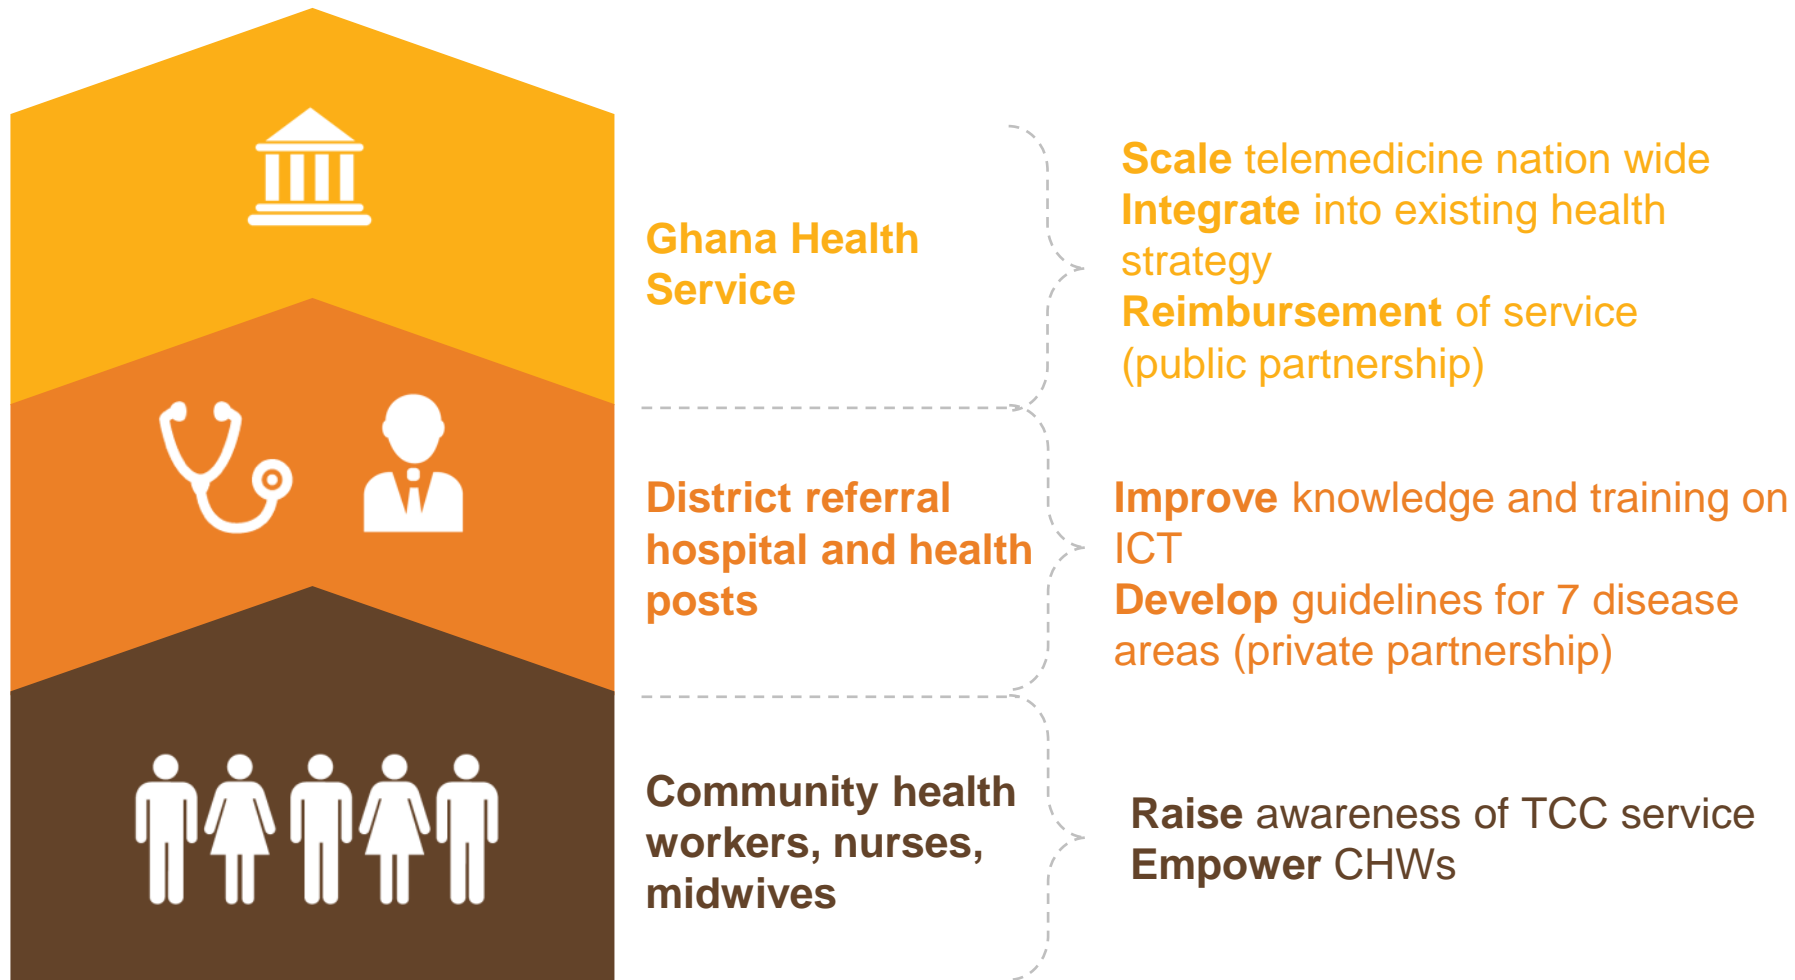 Ghana Health
Service
Scale telemedicine nation wide
Integrate into existing health
strategy
Reimbursement of service
(public partnership)
District referral
hospital and health
posts
Improve knowledge and training on
ICT
Develop guidelines for 7 disease
areas (private partnership)
Community health
workers, nurses,
midwives
Raise awareness of TCC service
Empower CHWs